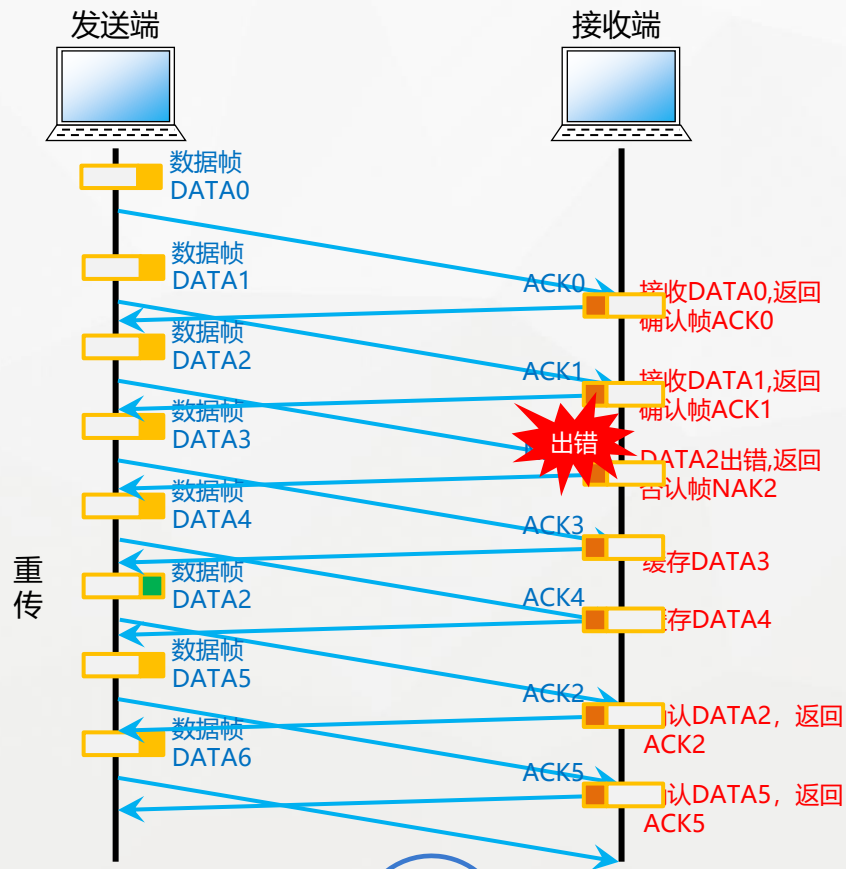 发送端
接收端
数据帧
DATA0
数据帧
DATA1
ACK0
接收DATA0,返回
确认帧ACK0
数据帧
DATA2
ACK1
接收DATA1,返回
确认帧ACK1
数据帧
DATA3
出错
DATA2出错,返回
否认帧NAK2
数据帧
DATA4
ACK3
缓存DATA3
重
传
数据帧
DATA2
ACK4
存DATA4
数据帧
DATA5
ACK2
认DATA2，返回
ACK2
数据帧
DATA6
ACK5
认DATA5，返回
ACK5